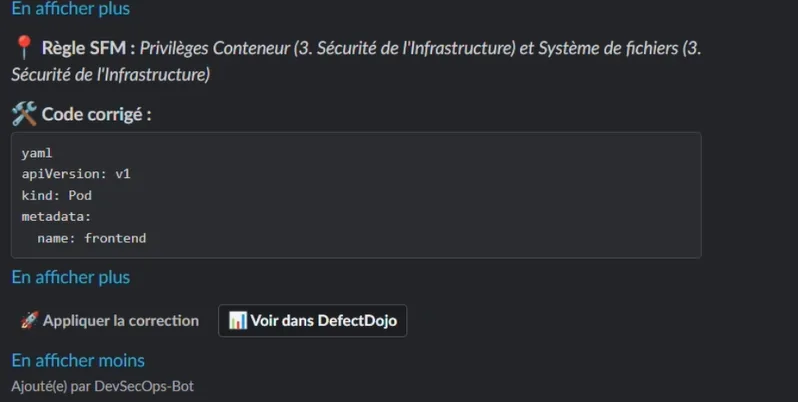 En afficher plus
Règle SFM : Privilèges Conteneur (3. Sécurité de l'Infrastructure) et Système de fichiers (3.
Sécurité de l'Infrastructure)
Code corrigé :
yaml
apiVersion: v1
kind: Pod
metadata:
  name: frontend
En afficher plus
Appliquer la correction Voir dans DefectDojo
En afficher moins
Ajouté(e) par DevSecOps-Bot